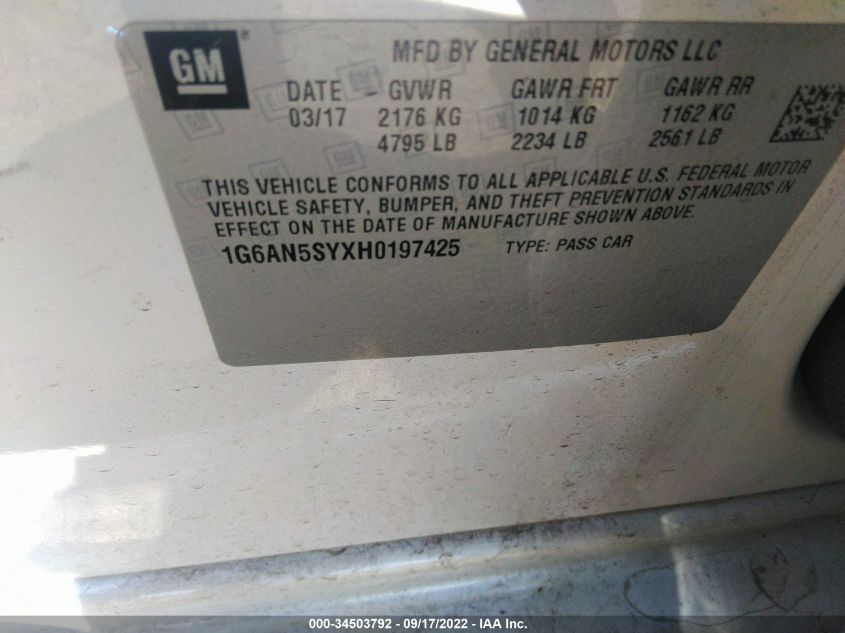 GM ®
MFD BY GENERAL MOTORS LLC
DATE GVWR GAWR FRT GAWR RR
03/17 2176 KG 1014 KG 1162 KG
4795 LB 2234 LB 2561 LB
THIS VEHICLE CONFORMS TO ALL APPLICABLE U.S. FEDERAL MOTOR
VEHICLE SAFETY, BUMPER, AND THEFT PREVENTION STANDARDS IN
EFFECT ON THE DATE OF MANUFACTURE SHOWN ABOVE.
1G6AN5SYXH0197425 TYPE: PASS CAR
000-34503792 - 09/17/2022 - IAA Inc.